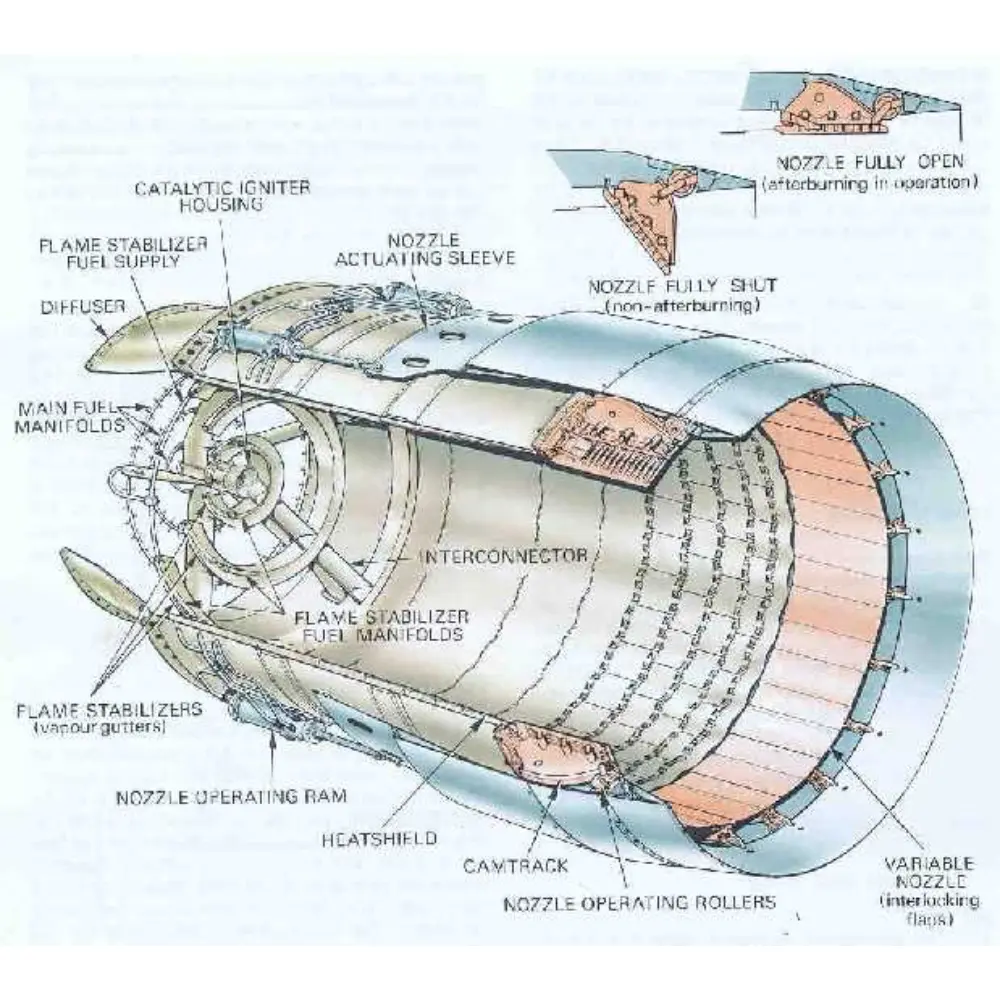 NOZZLE FULLY OPEN
(afterburning in operation)
NOZZLE FULLY SHUT
(non-afterburning)
CATALYTIC IGNITER
HOUSING
FLAME STABILIZER
FUEL SUPPLY
NOZZLE
ACTUATING SLEEVE
DIFFUSER
MAIN FUEL
MANIFOLDS
INTERCONNECTOR
FLAME STABILIZER
FUEL MANIFOLDS
FLAME STABILIZERS
(vapour gutters)
NOZZLE OPERATING RAM
HEATSHIELD
CAMTRACK
NOZZLE OPERATING ROLLERS
VARIABLE
NOZZLE
(interlocking
flaps)